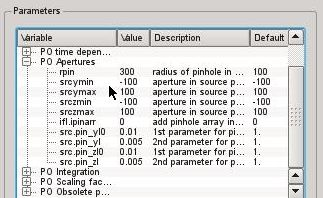 Parameters
Variable Value Description Default
PO time depen...
PO Apertures
rpin 300 radius of pinhole in ... 100
srcymin -100 aperture in source p... -100
srcymax 100 aperture in source p... 100
srczmin -100 aperture in source p... -100
srczmax 100 aperture in source p... 100
ifl.ipinarr 0 add pinhole array in... 0
src.pin_yl0 0.01 1st parameter for pi... 1.
src.pin_yl 0.005 2nd parameter for pi... 1.
src.pin_zl0 0.01 1st parameter for pi... 1.
src.pin_zl 0.005 2nd parameter for pi... 1.
PO Integration
PO Scaling fac...
PO Obsolete p...